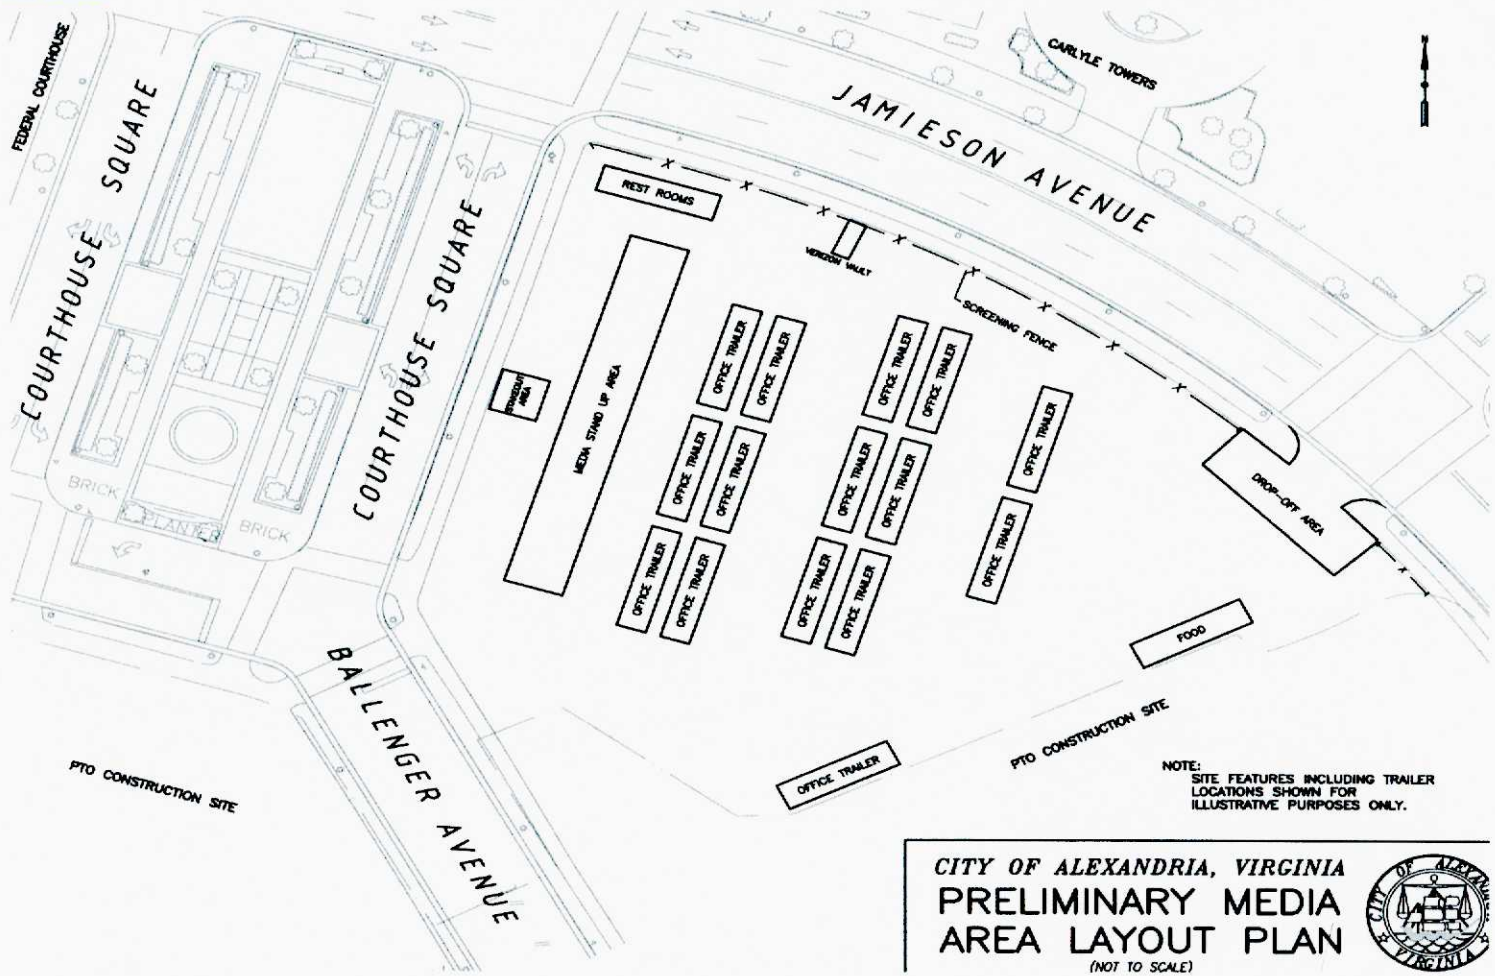 FEDERAL COURTHOUSE
COURTHOUSE SQUARE
COURTHOUSE SQUARE
JAMIESON AVENUE
CARLYLE TOWERS
N
REST ROOMS
VERIZON VAULT
SCREENING FENCE
STAKEOUT
AREA
MEDIA STAND UP AREA
OFFICE TRAILER
OFFICE TRAILER
OFFICE TRAILER
OFFICE TRAILER
OFFICE TRAILER
OFFICE TRAILER
OFFICE TRAILER
OFFICE TRAILER
OFFICE TRAILER
OFFICE TRAILER
OFFICE TRAILER
OFFICE TRAILER
OFFICE TRAILER
OFFICE TRAILER
DROP-OFF AREA
BRICK
PLANTER
BRICK
FOOD
BALLENGER AVENUE
PTO CONSTRUCTION SITE
OFFICE TRAILER
PTO CONSTRUCTION SITE
NOTE:
SITE FEATURES INCLUDING TRAILER
LOCATIONS SHOWN FOR
ILLUSTRATIVE PURPOSES ONLY.
CITY OF ALEXANDRIA, VIRGINIA
PRELIMINARY MEDIA
AREA LAYOUT PLAN
(NOT TO SCALE)
CITY OF ALEXAN
VIRGINIA